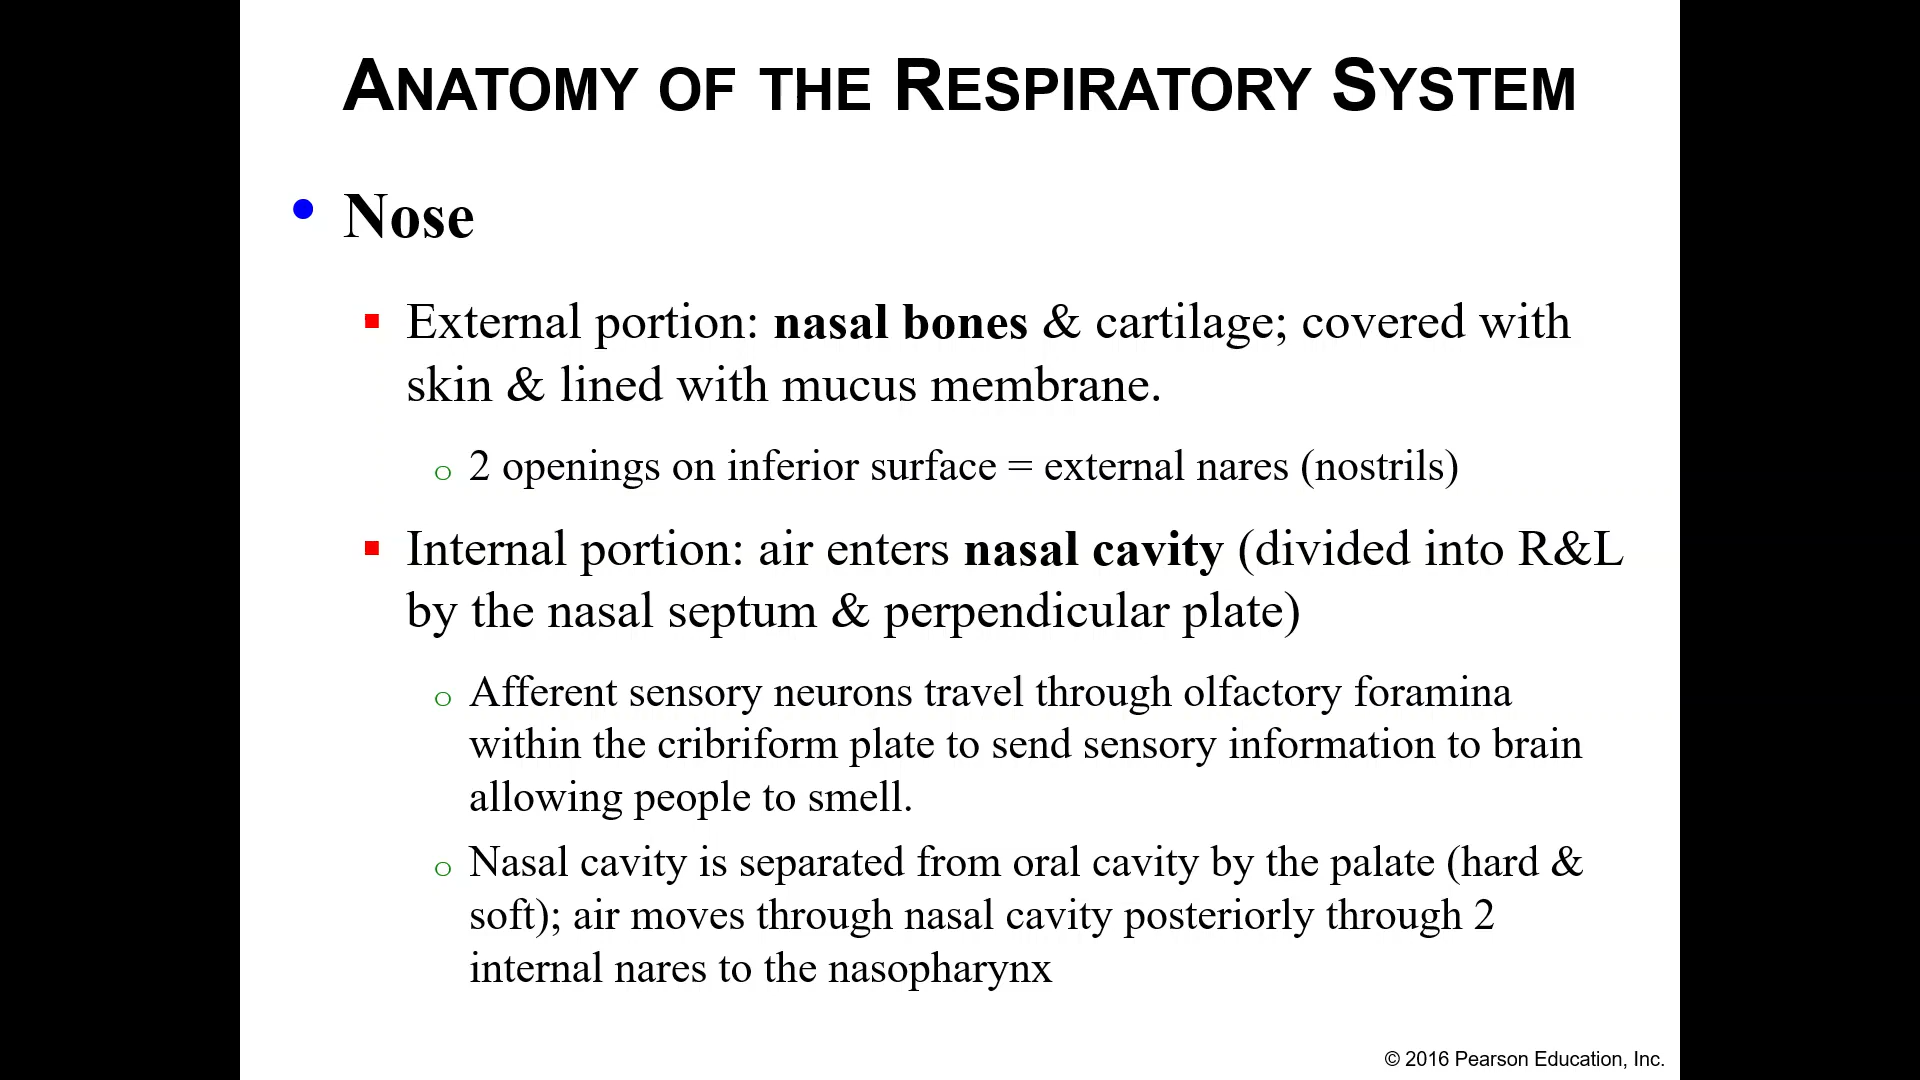 ANATOMY OF THE RESPIRATORY SYSTEM
• Nose
▪ External portion: nasal bones & cartilage; covered with
skin & lined with mucus membrane.
o 2 openings on inferior surface = external nares (nostrils)
▪ Internal portion: air enters nasal cavity (divided into R&L
by the nasal septum & perpendicular plate)
o Afferent sensory neurons travel through olfactory foramina
within the cribriform plate to send sensory information to brain
allowing people to smell.
o Nasal cavity is separated from oral cavity by the palate (hard &
soft); air moves through nasal cavity posteriorly through 2
internal nares to the nasopharynx
© 2016 Pearson Education, Inc.